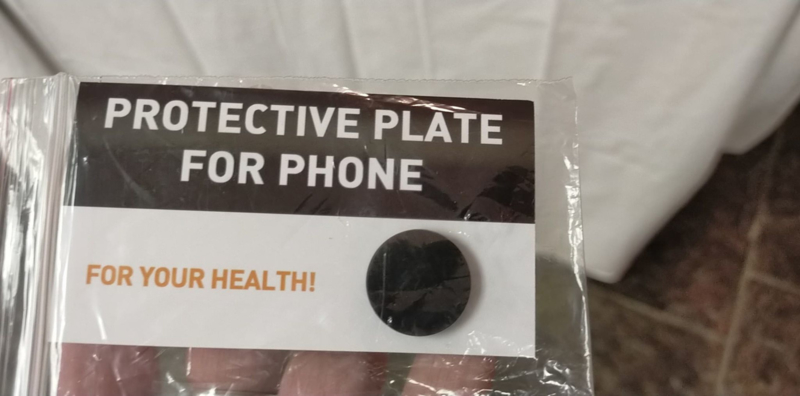 PROTECTIVE PLATE
FOR PHONE
FOR YOUR HEALTH!